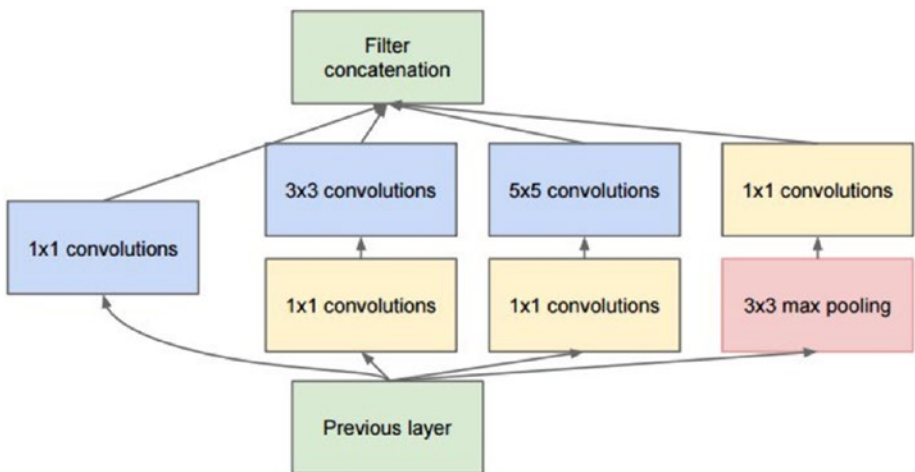 Filter
concatenation
3x3 convolutions
5x5 convolutions
1x1 convolutions
1x1 convolutions
1x1 convolutions
1x1 convolutions
3x3 max pooling
Previous layer